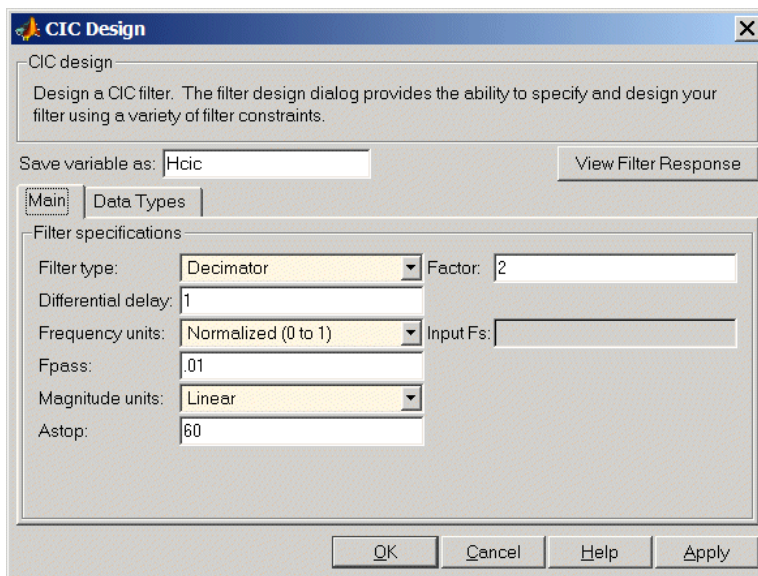 CIC Design
CIC design
Design a CIC filter. The filter design dialog provides the ability to specify and design your
filter using a variety of filter constraints.
Save variable as: Hcic View Filter Response
Main Data Types
Filter specifications
Filter type: Decimator Factor: 2
Differential delay: 1
Frequency units: Normalized (0 to 1) Input Fs:
Fpass: .01
Magnitude units: Linear
Astop: 60
OK Cancel Help Apply